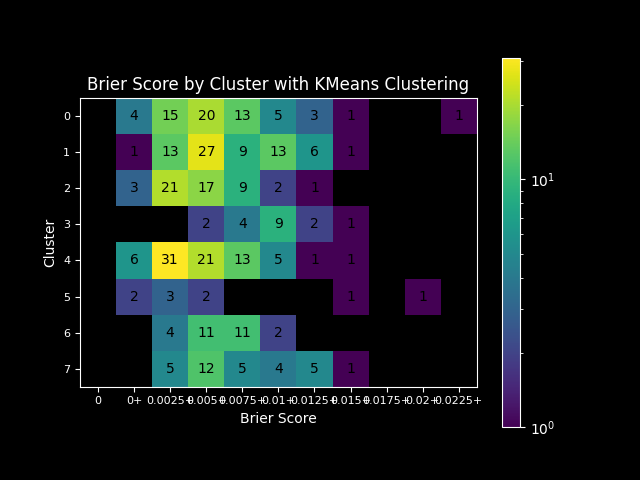 Brier Score by Cluster with KMeans Clustering
0 4 15 20 13 5 3 1 1
1 1 13 27 9 13 6 1
2 3 21 17 9 2 1
3 2 4 9 2 1
4 6 31 21 13 5 1 1
5 2 3 2 1 1
6 4 11 11 2
7 5 12 5 4 5 1
0 0+ 0.0025+ 0.005+ 0.0075+ 0.01+ 0.0125+ 0.015+ 0.0175+ 0.02+ 0.0225+
Brier Score
Cluster
10¹
10⁰